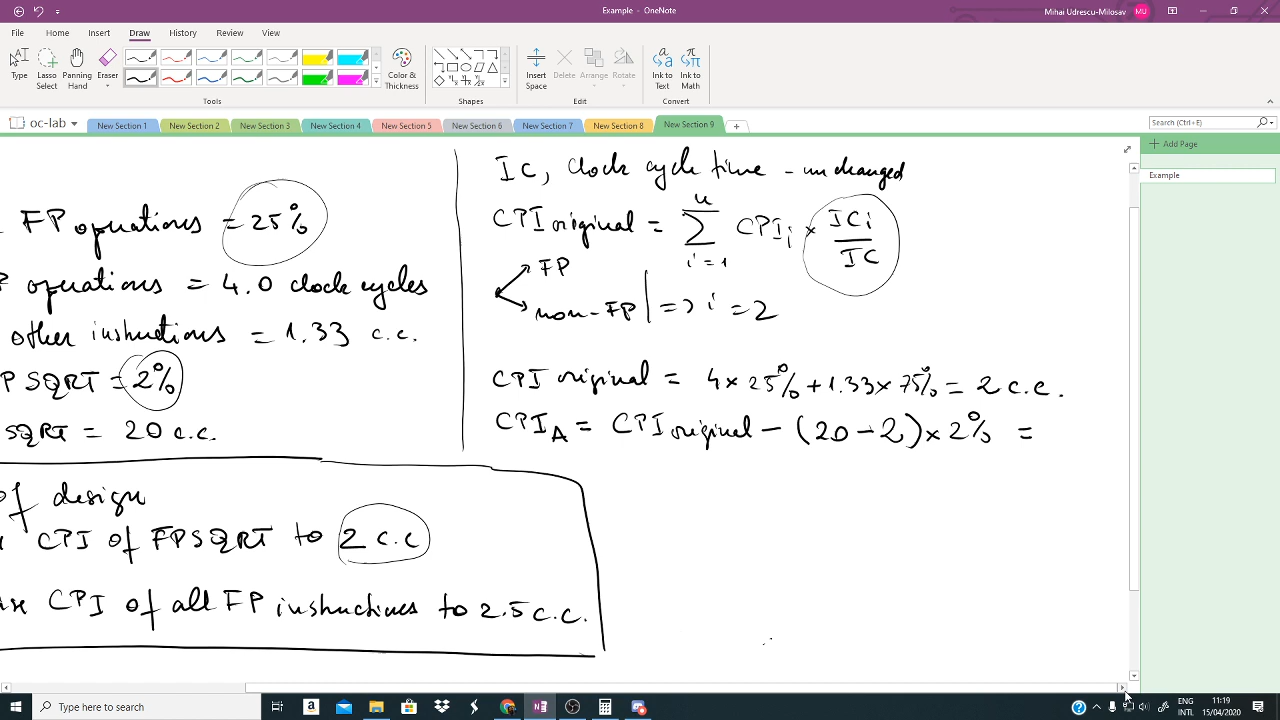 Example - OneNote
Mihai Udrescu-Milosav MU
File Home Insert Draw History Review View
Type Lasso Select Panning Hand Eraser Color & Thickness Insert Space Delete Arrange Rotate Ink to Text Ink to Math
Tools Shapes Edit Convert
oc-lab New Section 1 New Section 2 New Section 3 New Section 4 New Section 5 New Section 6 New Section 7 New Section 8 New Section 9 Search (Ctrl+E)
Add Page
Example
FP operations = 25%
P operations = 4.0 clock cycles
other instructions = 1.33 c.c.
P SQRT = 2%
SQRT = 20 c.c.
of design
CPI of FPSQRT to 2 c.c
CPI of all FP instructions to 2.5 c.c.
IC, clock cycle time - unchanged
CPI original = n ∑ i=1 CPIi × ICi / IC
FP
non-FP | => i = 2
CPI original = 4 × 25% + 1.33 × 75% = 2 c.c.
CPIA = CPI original - (20 - 2) × 2% =
Type here to search
ENG INTL
11:19
15/04/2020